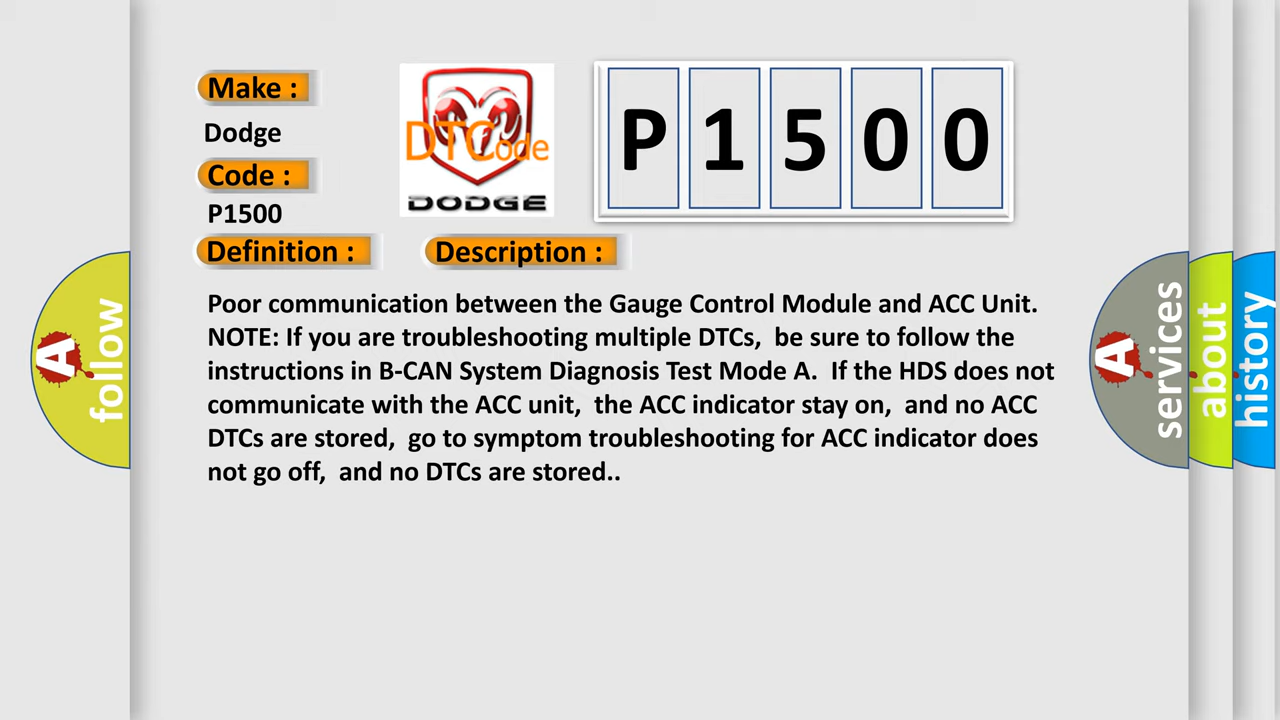 Make :
Dodge
Code :
P1500
DTCode
DODGE
P 1 5 0 0
Definition :
Description :
Poor communication between the Gauge Control Module and ACC Unit.
NOTE: If you are troubleshooting multiple DTCs,  be sure to follow the
instructions in B-CAN System Diagnosis Test Mode A.  If the HDS does not
communicate with the ACC unit,  the ACC indicator stay on,  and no ACC
DTCs are stored,  go to symptom troubleshooting for ACC indicator does
not go off,  and no DTCs are stored..
A follow
A services
about
history